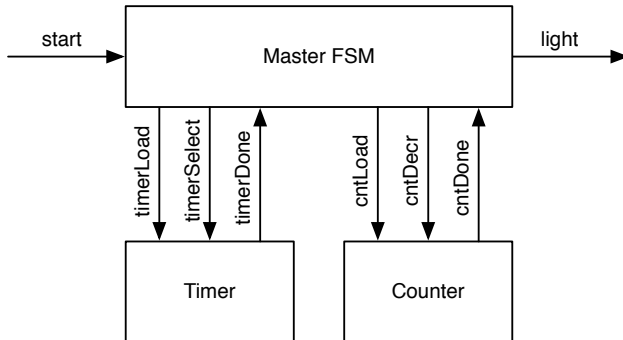 start
Master FSM
light
timerLoad
timerSelect
timerDone
cntLoad
cntDecr
cntDone
Timer
Counter